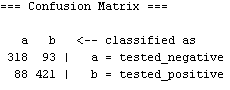 === Confusion Matrix ===
a b <-- classified as
318 93 | a = tested_negative
88 421 | b = tested_positive